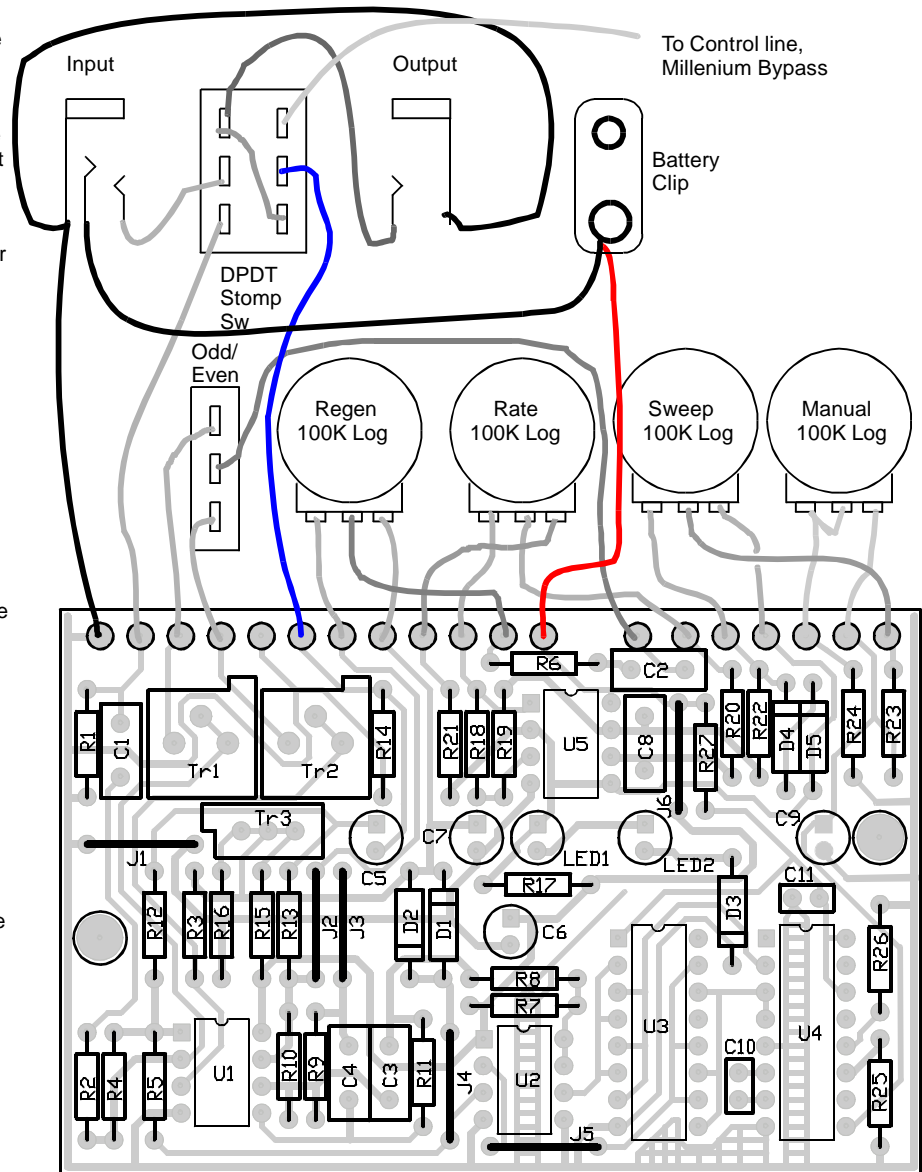 e
To Control line,
Millenium Bypass
Input
Output
t
Battery
Clip
r
DPDT
Stomp
Sw
Odd/
Even
Regen
100K Log
Rate
100K Log
Sweep
100K Log
Manual
100K Log
e
R6
C2
R1
C1
Tr1
Tr2
R14
R21
R18
R19
U5
C8
R27
R20
R22
D4
D5
R24
R23
J6
Tr3
C5
C7
LED1
LED2
C9
J1
R17
C11
e
R12
R3
R16
R15
R13
J2
J3
D2
D1
C6
D3
R26
R8
R7
R2
R4
R5
U1
R10
R9
C4
C3
R11
J4
U2
U3
C10
U4
R25
J5